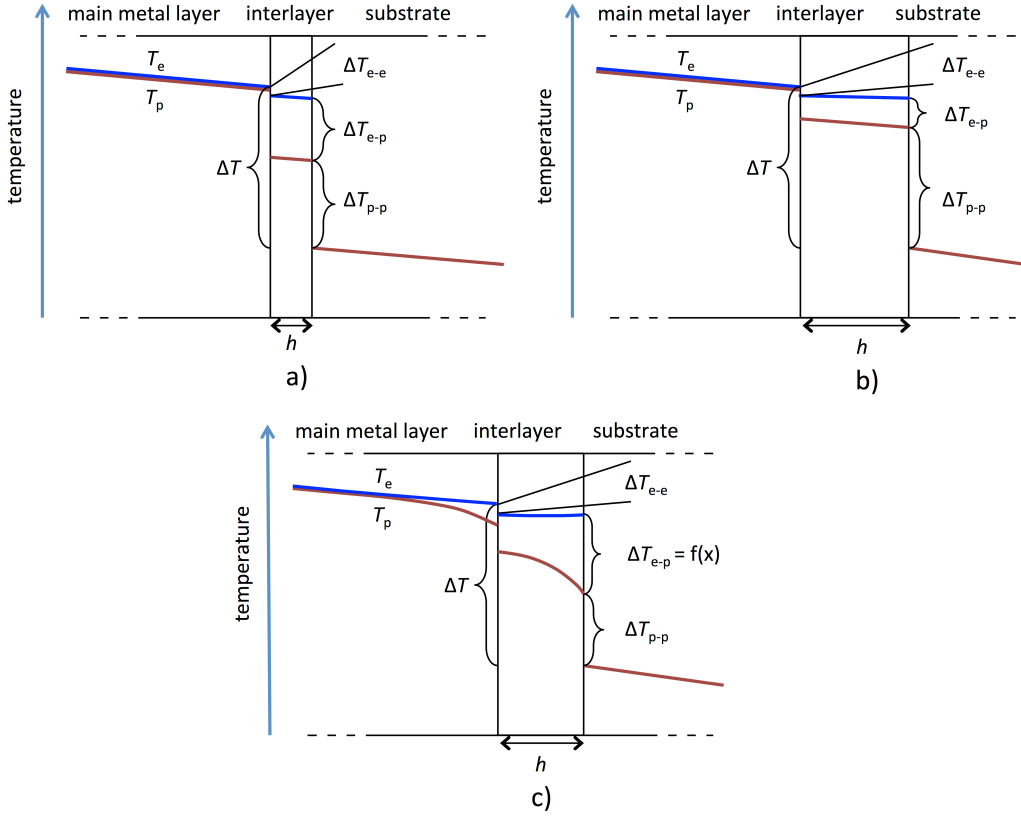 main metal layer interlayer substrate
Te
Tp
ΔTe-e
ΔTe-p
ΔT
ΔTp-p
temperature
h
a)
main metal layer interlayer substrate
Te
Tp
ΔTe-e
ΔTe-p
ΔT
ΔTp-p
temperature
h
b)
main metal layer interlayer substrate
Te
Tp
ΔTe-e
ΔTe-p = f(x)
ΔT
ΔTp-p
temperature
h
c)